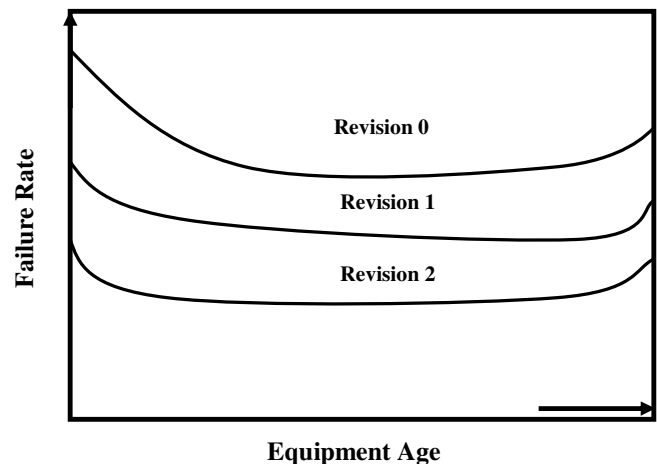 Failure Rate
Revision 0
Revision 1
Revision 2
Equipment Age